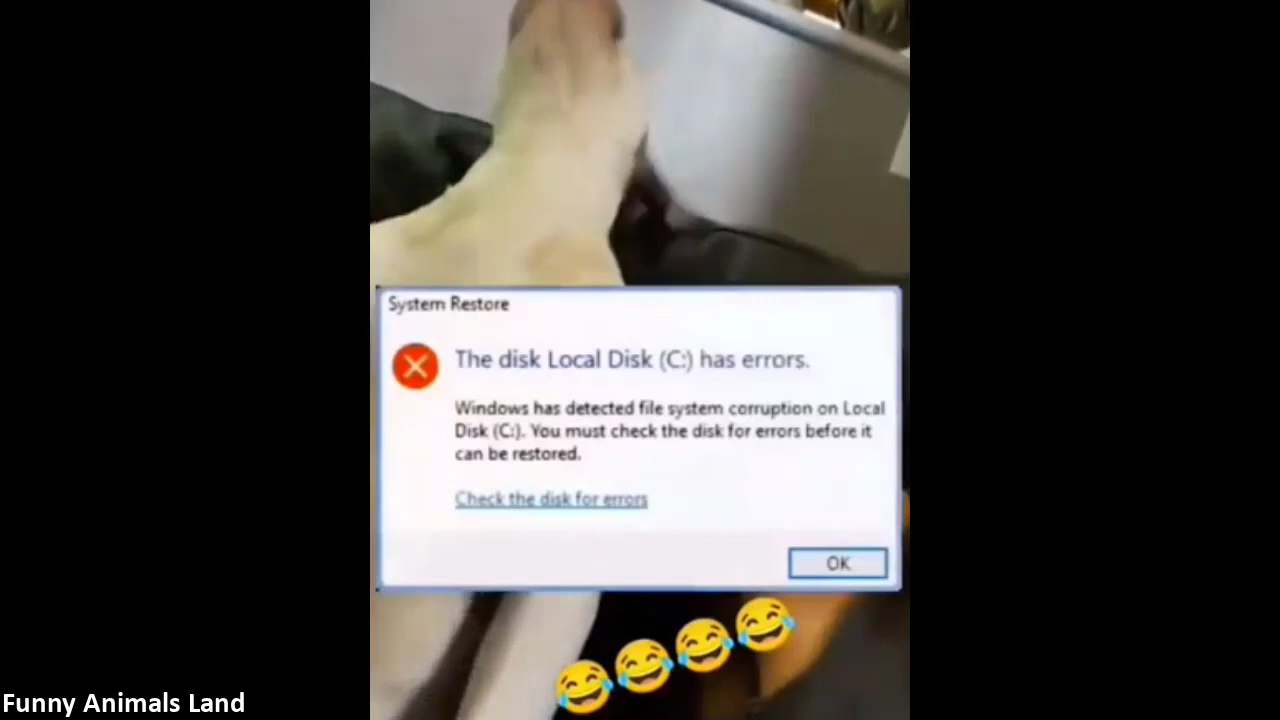 System Restore
The disk Local Disk (C:) has errors.
Windows has detected file system corruption on Local
Disk (C:). You must check the disk for errors before it
can be restored.
Check the disk for errors
OK
Funny Animals Land